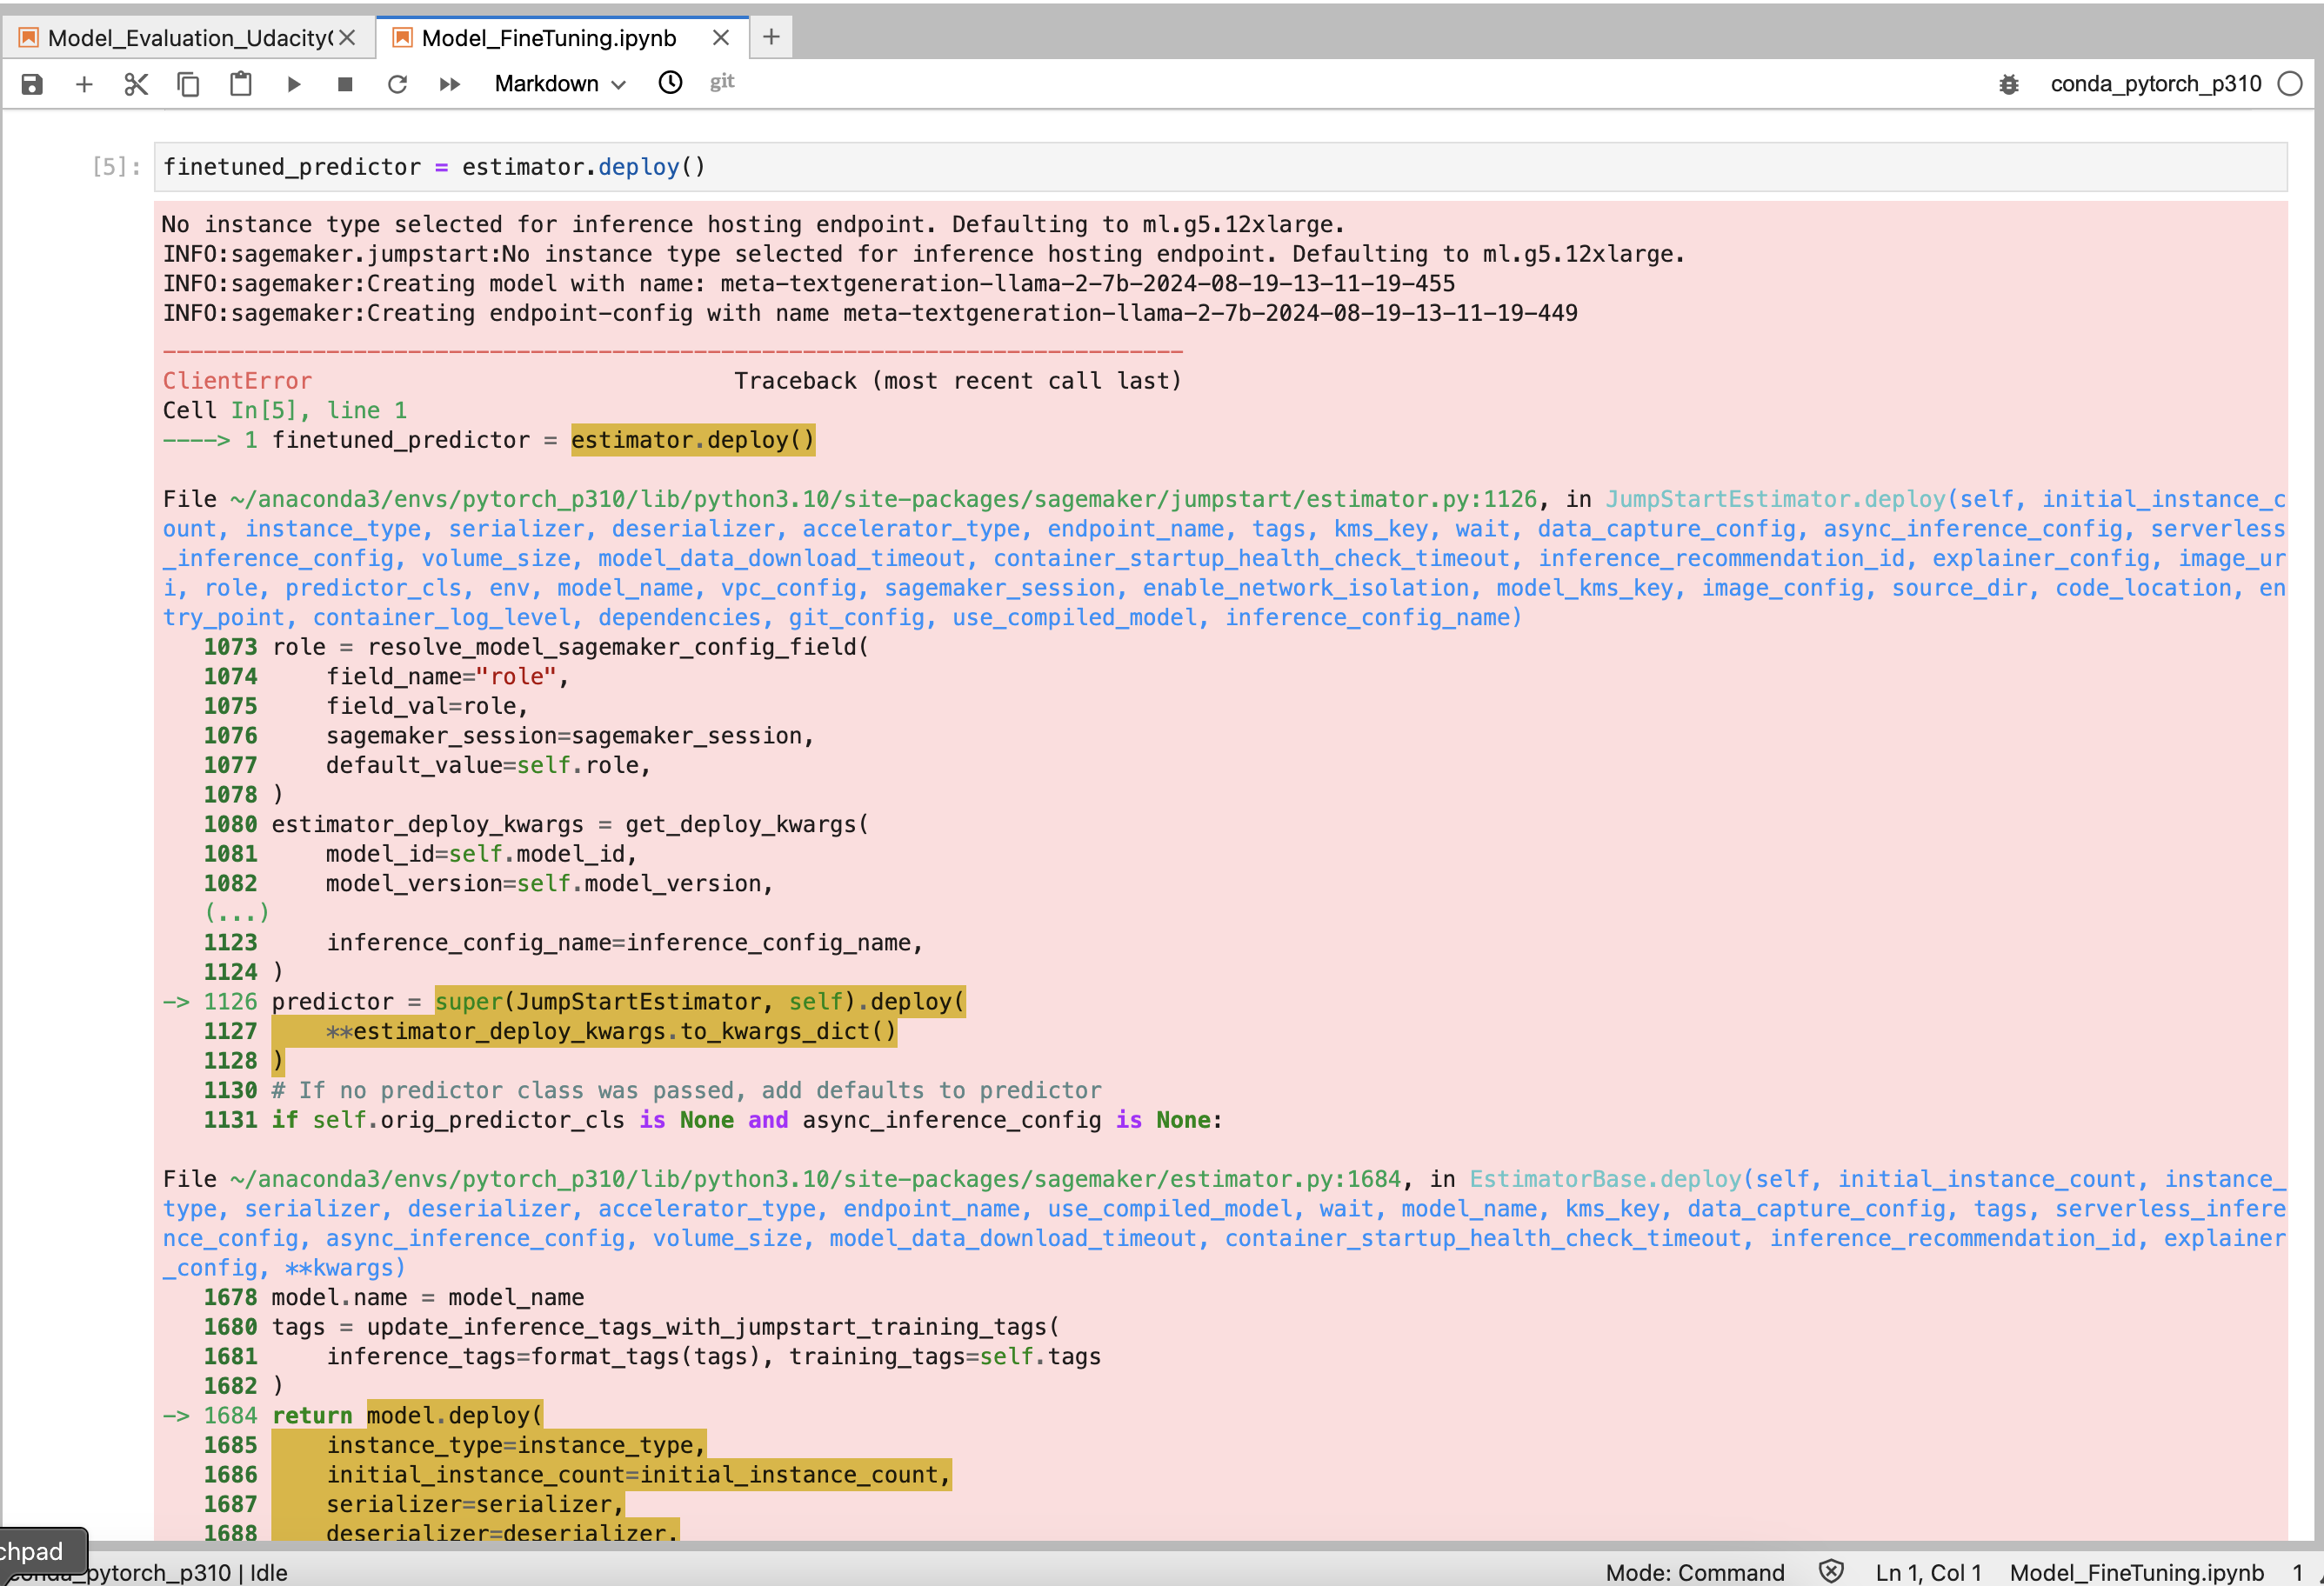 Model_Evaluation_Udacity
Model_FineTuning.ipynb
Markdown
git
conda_pytorch_p310
[5]: finetuned_predictor = estimator.deploy()
No instance type selected for inference hosting endpoint. Defaulting to ml.g5.12xlarge.
INFO:sagemaker.jumpstart:No instance type selected for inference hosting endpoint. Defaulting to ml.g5.12xlarge.
INFO:sagemaker:Creating model with name: meta-textgeneration-llama-2-7b-2024-08-19-13-11-19-455
INFO:sagemaker:Creating endpoint-config with name meta-textgeneration-llama-2-7b-2024-08-19-13-11-19-449
---------------------------------------------------------------------------
ClientError                               Traceback (most recent call last)
Cell In[5], line 1
----> 1 finetuned_predictor = estimator.deploy()
File ~/anaconda3/envs/pytorch_p310/lib/python3.10/site-packages/sagemaker/jumpstart/estimator.py:1126, in JumpStartEstimator.deploy(self, initial_instance_c
ount, instance_type, serializer, deserializer, accelerator_type, endpoint_name, tags, kms_key, wait, data_capture_config, async_inference_config, serverless
_inference_config, volume_size, model_data_download_timeout, container_startup_health_check_timeout, inference_recommendation_id, explainer_config, image_ur
i, role, predictor_cls, env, model_name, vpc_config, sagemaker_session, enable_network_isolation, model_kms_key, image_config, source_dir, code_location, en
try_point, container_log_level, dependencies, git_config, use_compiled_model, inference_config_name)
1073 role = resolve_model_sagemaker_config_field(
1074     field_name="role",
1075     field_val=role,
1076     sagemaker_session=sagemaker_session,
1077     default_value=self.role,
1078 )
1080 estimator_deploy_kwargs = get_deploy_kwargs(
1081     model_id=self.model_id,
1082     model_version=self.model_version,
(...)
1123     inference_config_name=inference_config_name,
1124 )
-> 1126 predictor = super(JumpStartEstimator, self).deploy(
1127     **estimator_deploy_kwargs.to_kwargs_dict()
1128 )
1130 # If no predictor class was passed, add defaults to predictor
1131 if self.orig_predictor_cls is None and async_inference_config is None:
File ~/anaconda3/envs/pytorch_p310/lib/python3.10/site-packages/sagemaker/estimator.py:1684, in EstimatorBase.deploy(self, initial_instance_count, instance_
type, serializer, deserializer, accelerator_type, endpoint_name, use_compiled_model, wait, model_name, kms_key, data_capture_config, tags, serverless_infere
nce_config, async_inference_config, volume_size, model_data_download_timeout, container_startup_health_check_timeout, inference_recommendation_id, explainer
_config, **kwargs)
1678 model.name = model_name
1680 tags = update_inference_tags_with_jumpstart_training_tags(
1681     inference_tags=format_tags(tags), training_tags=self.tags
1682 )
-> 1684 return model.deploy(
1685     instance_type=instance_type,
1686     initial_instance_count=initial_instance_count,
1687     serializer=serializer,
1688     deserializer=deserializer,
chpad
conda_pytorch_p310 | Idle
Mode: Command
Ln 1, Col 1
Model_FineTuning.ipynb
1